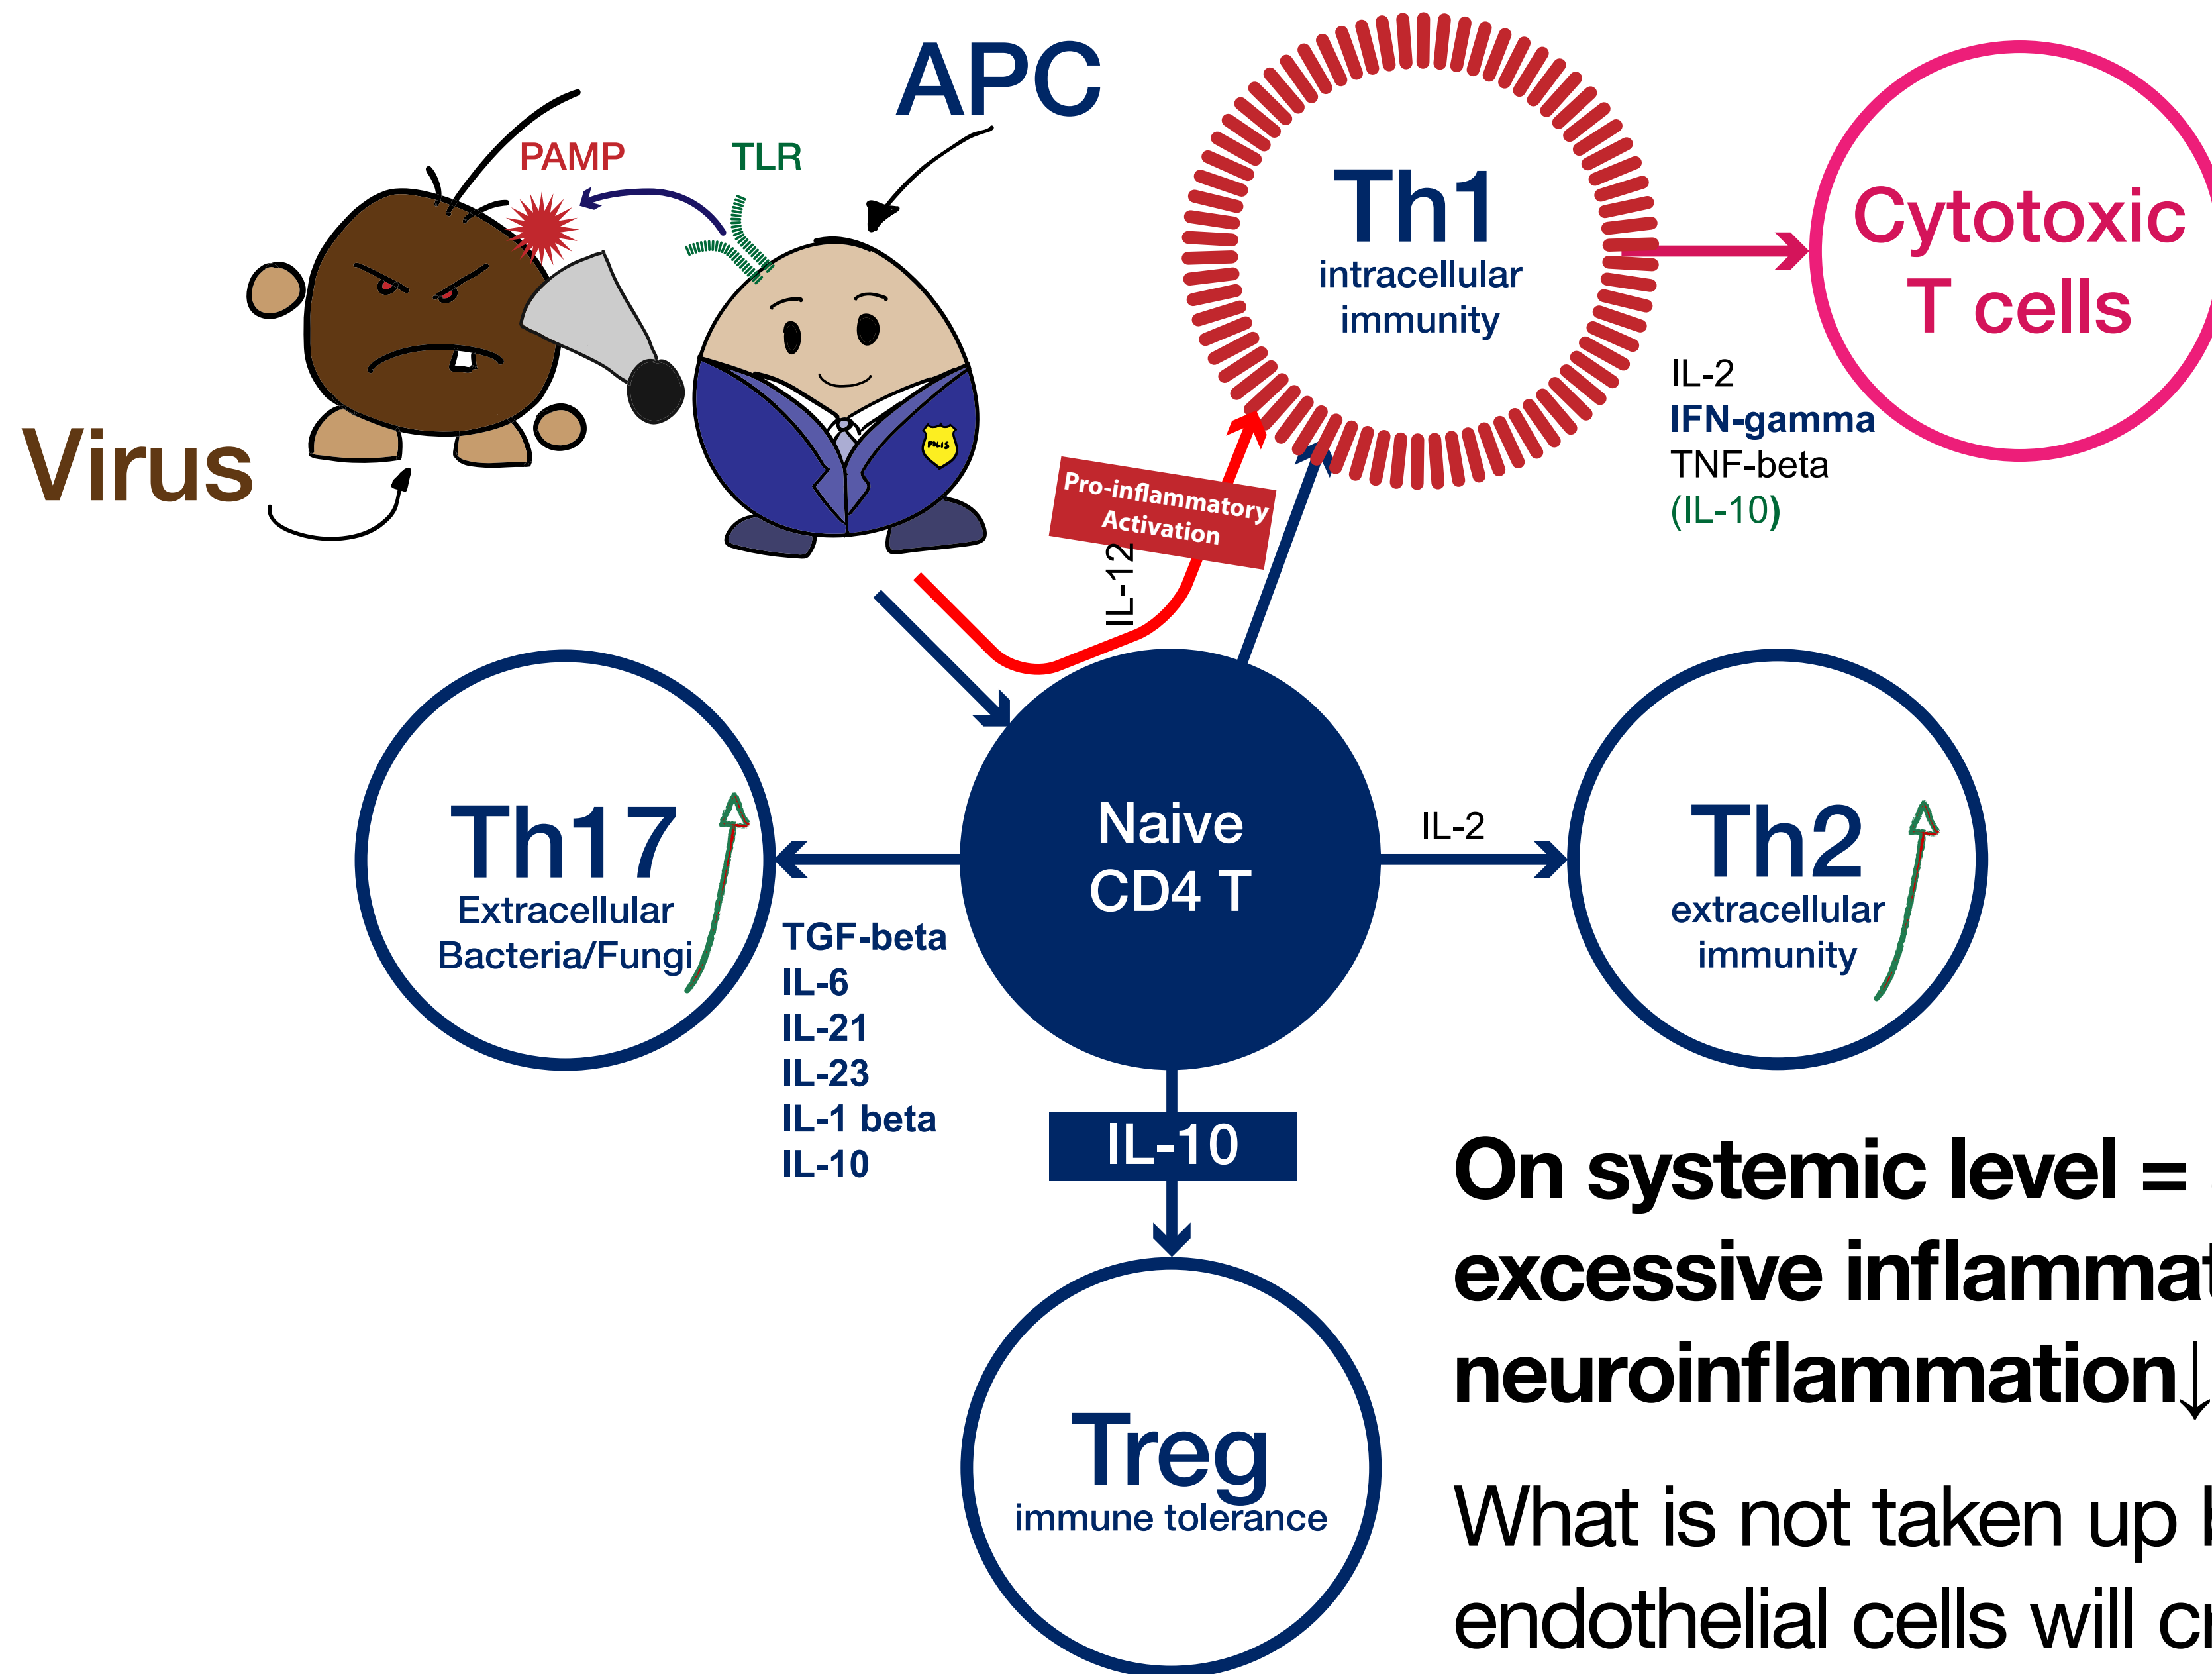 APC
PAMP
TLR
Virus
POLIS
Th1
intracellular
immunity
Cytotoxic
T cells
IL-2
IFN-gamma
TNF-beta
(IL-10)
Pro-inflammatory
Activation
IL-12
Th17
Extracellular
Bacteria/Fungi
Naive
CD4 T
IL-2
Th2
extracellular
immunity
TGF-beta
IL-6
IL-21
IL-23
IL-1 beta
IL-10
IL-10
Treg
immune tolerance
On systemic level =
excessive inflammat
neuroinflammation↓
What is not taken up
endothelial cells will cr